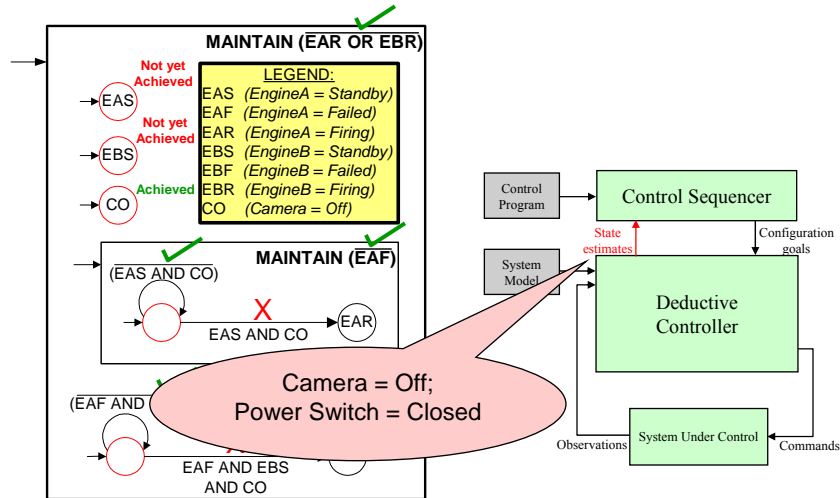 MAINTAIN (EAR OR EBR)
Not yet
Achieved
EAS
Not yet
Achieved
EBS
Achieved
CO
LEGEND:
EAS (EngineA = Standby)
EAF (EngineA = Failed)
EAR (EngineA = Firing)
EBS (EngineB = Standby)
EBF (EngineB = Failed)
EBR (EngineB = Firing)
CO (Camera = Off)
MAINTAIN (EAF)
(EAS AND CO)
X
EAS AND CO
EAR
(EAF AND
EAF AND EBS
AND CO
Camera = Off;
Power Switch = Closed
Control
Program
Control Sequencer
State
estimates
Configuration
goals
System
Model
Deductive
Controller
System Under Control
Observations
Commands